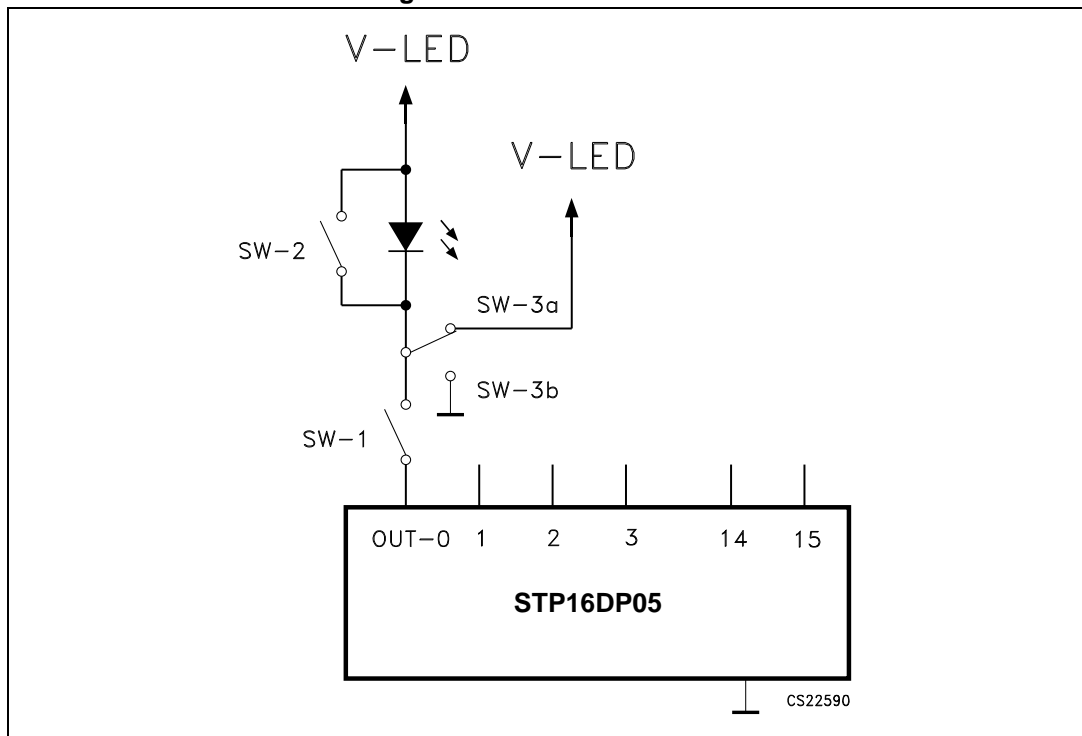 V-LED
V-LED
SW-2
SW-3a
SW-3b
SW-1
OUT-0 1 2 3 14 15
STP16DP05
CS22590